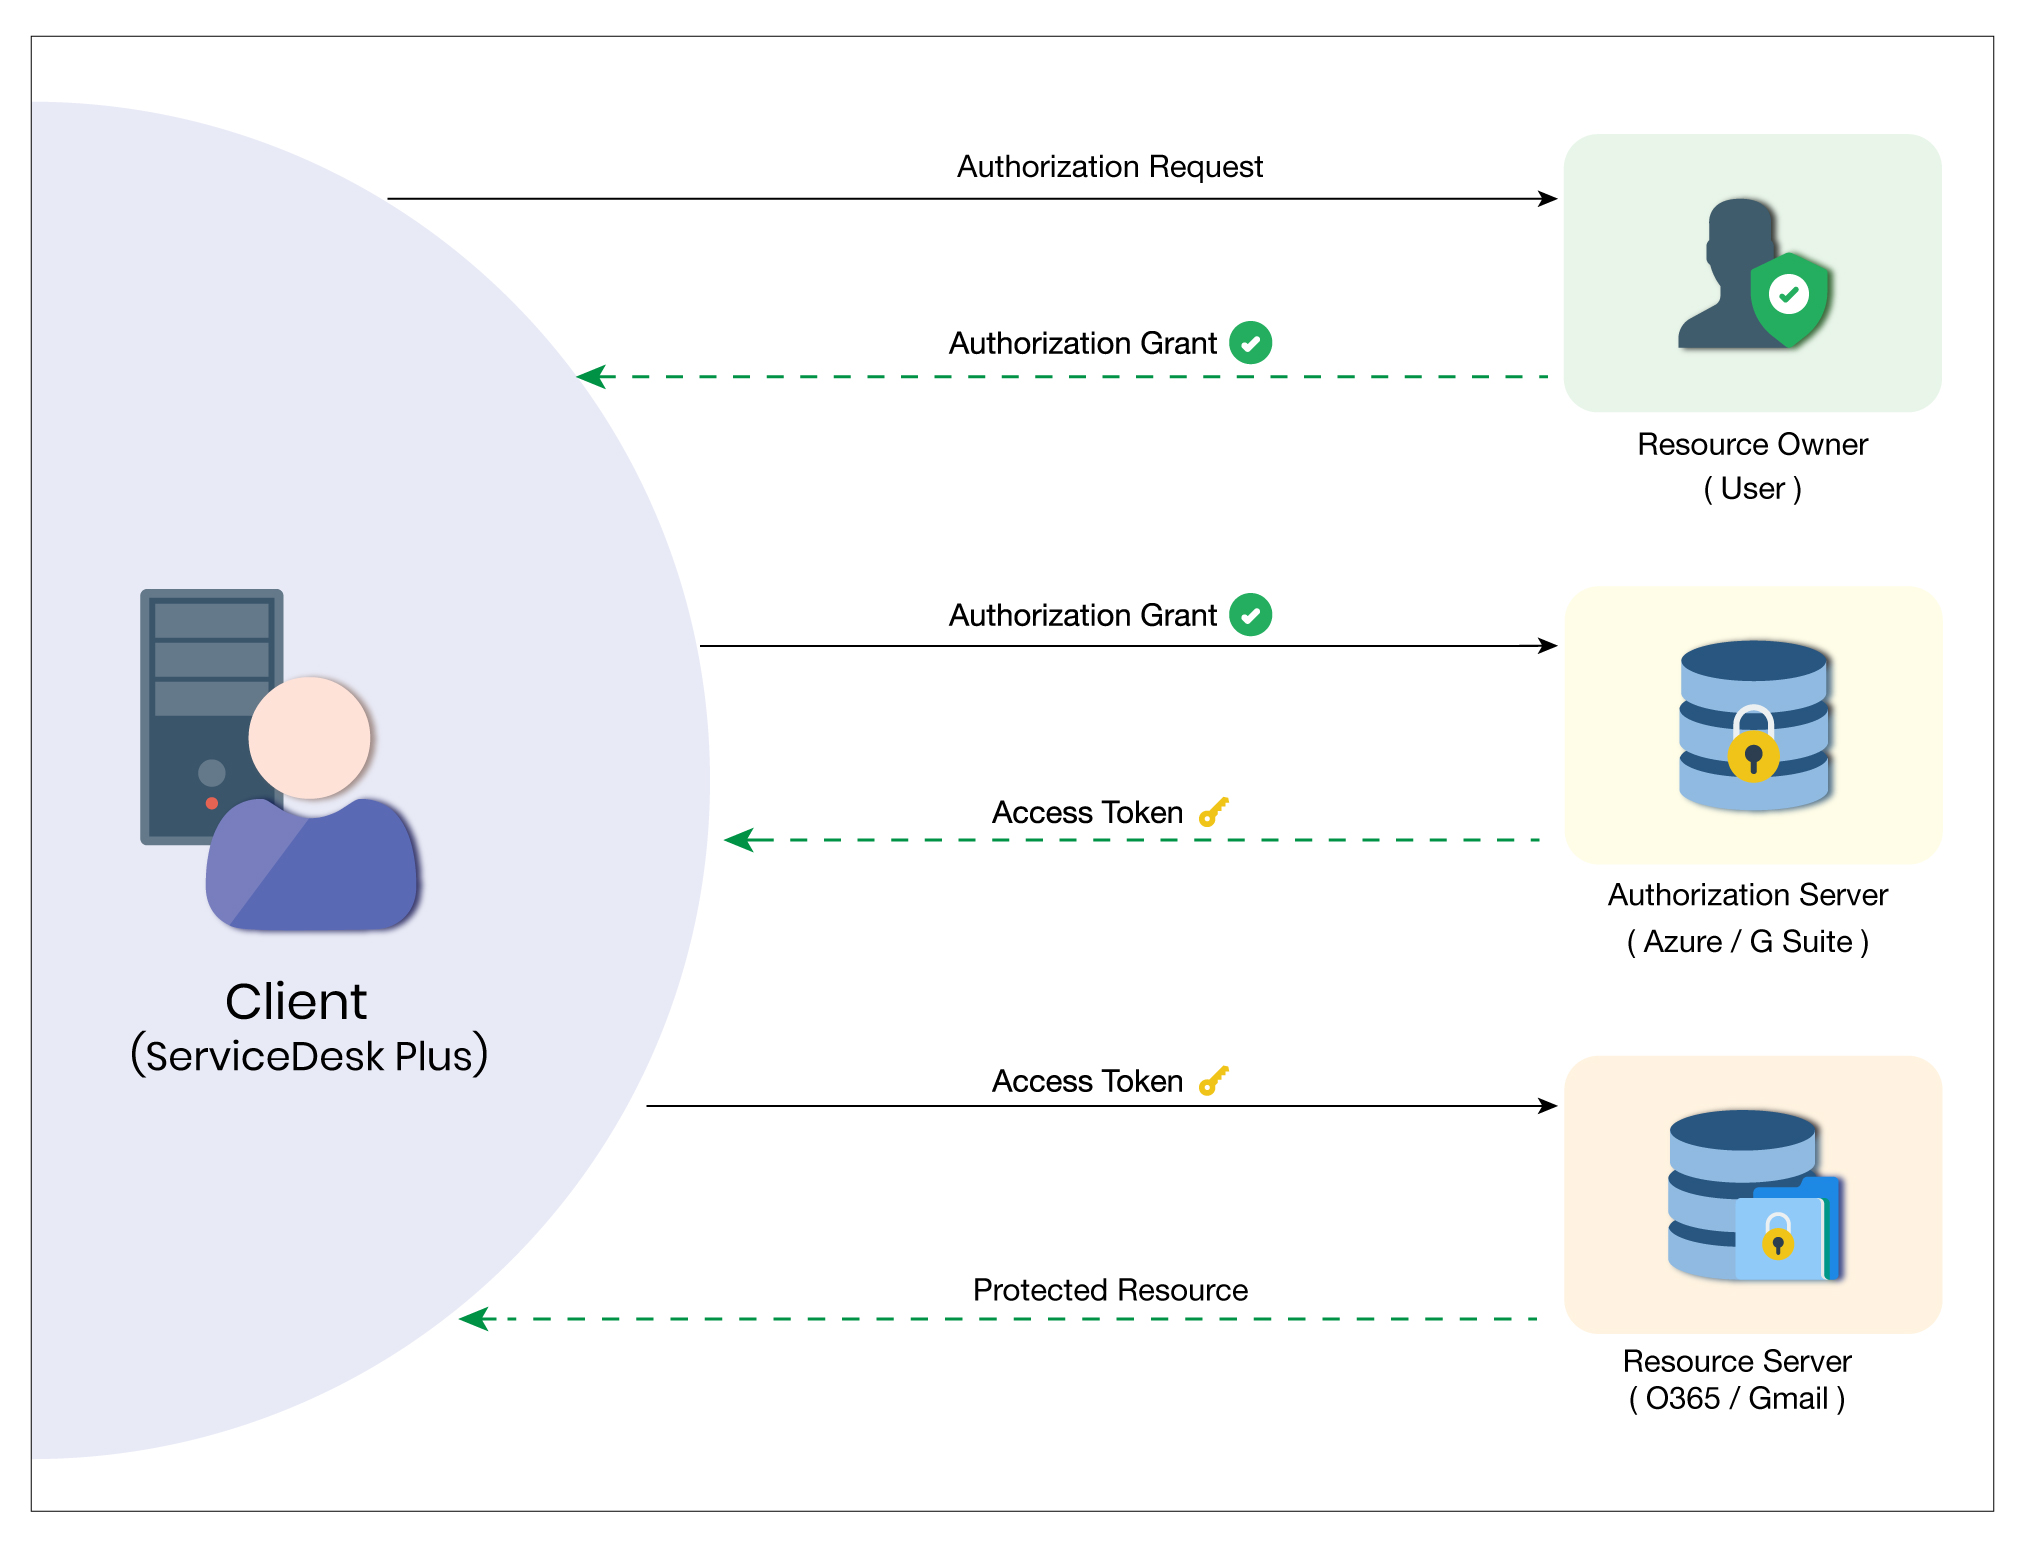 Authorization Request
Authorization Grant
Resource Owner
( User )
Authorization Grant
Access Token
Authorization Server
( Azure / G Suite )
Client
(ServiceDesk Plus)
Access Token
Protected Resource
Resource Server
( O365 / Gmail )